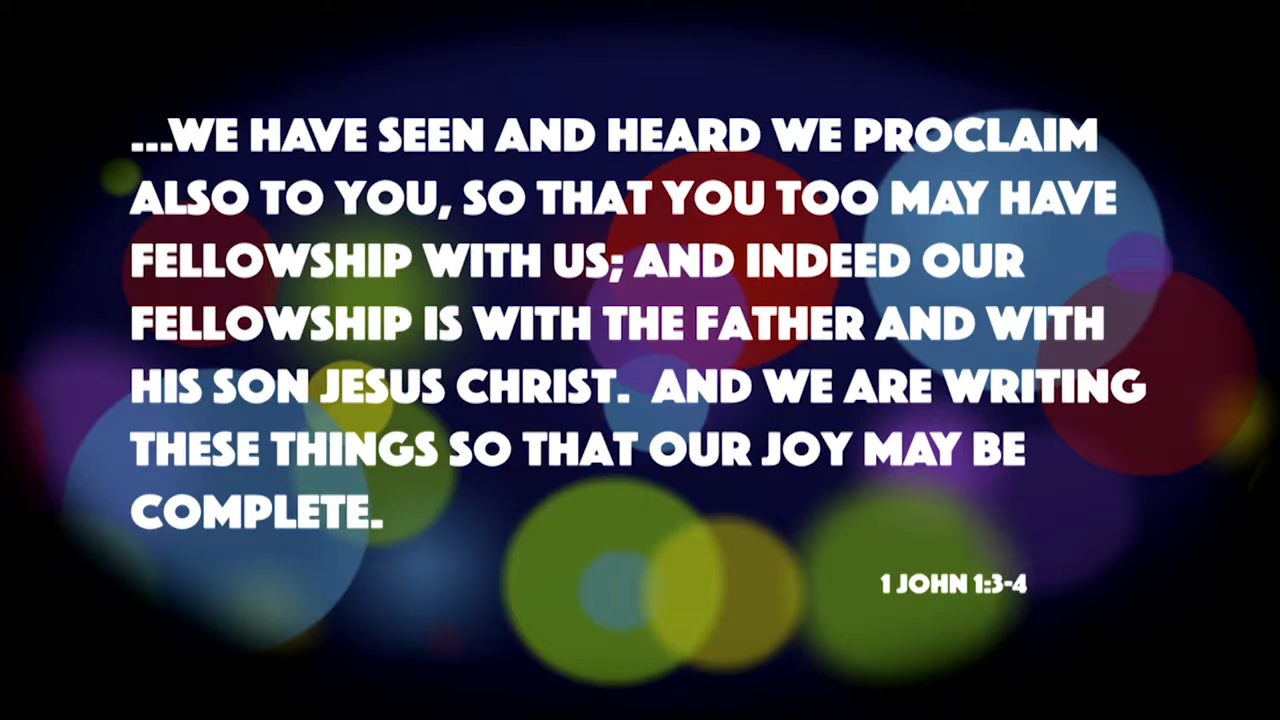 ...WE HAVE SEEN AND HEARD WE PROCLAIM
ALSO TO YOU, SO THAT YOU TOO MAY HAVE
FELLOWSHIP WITH US; AND INDEED OUR
FELLOWSHIP IS WITH THE FATHER AND WITH
HIS SON JESUS CHRIST.  AND WE ARE WRITING
THESE THINGS SO THAT OUR JOY MAY BE
COMPLETE.
1 JOHN 1:3-4